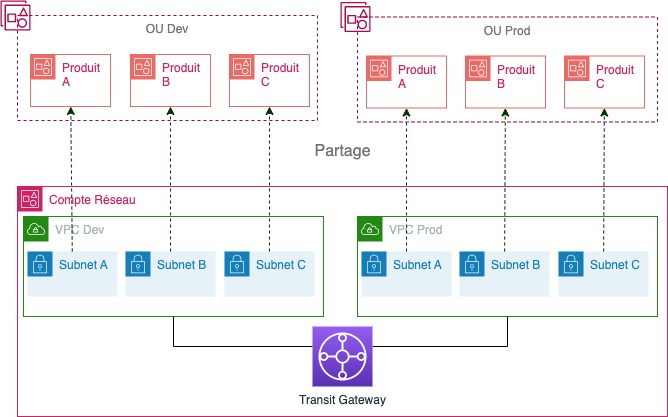 OU Dev
OU Prod
Produit
A
Produit
B
Produit
C
Produit
A
Produit
B
Produit
C
Partage
Compte Réseau
VPC Dev
VPC Prod
Subnet A
Subnet B
Subnet C
Subnet A
Subnet B
Subnet C
Transit Gateway